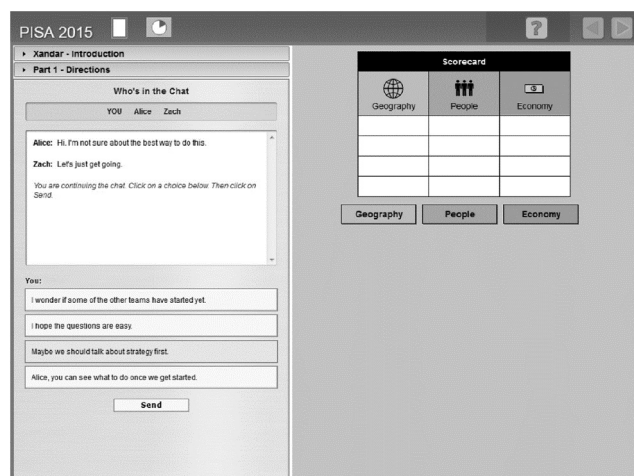 PISA 2015
Xandar - Introduction
Part 1 - Directions
Who's in the Chat
YOU Alice Zach
Alice: Hi. I'm not sure about the best way to do this.
Zach: Let's just get going.
You are continuing the chat. Click on a choice below. Then click on
Send.
You:
I wonder if some of the other teams have started yet.
I hope the questions are easy.
Maybe we should talk about strategy first.
Alice, you can see what to do once we get started.
Send
Scorecard
Geography People Economy
Geography People Economy